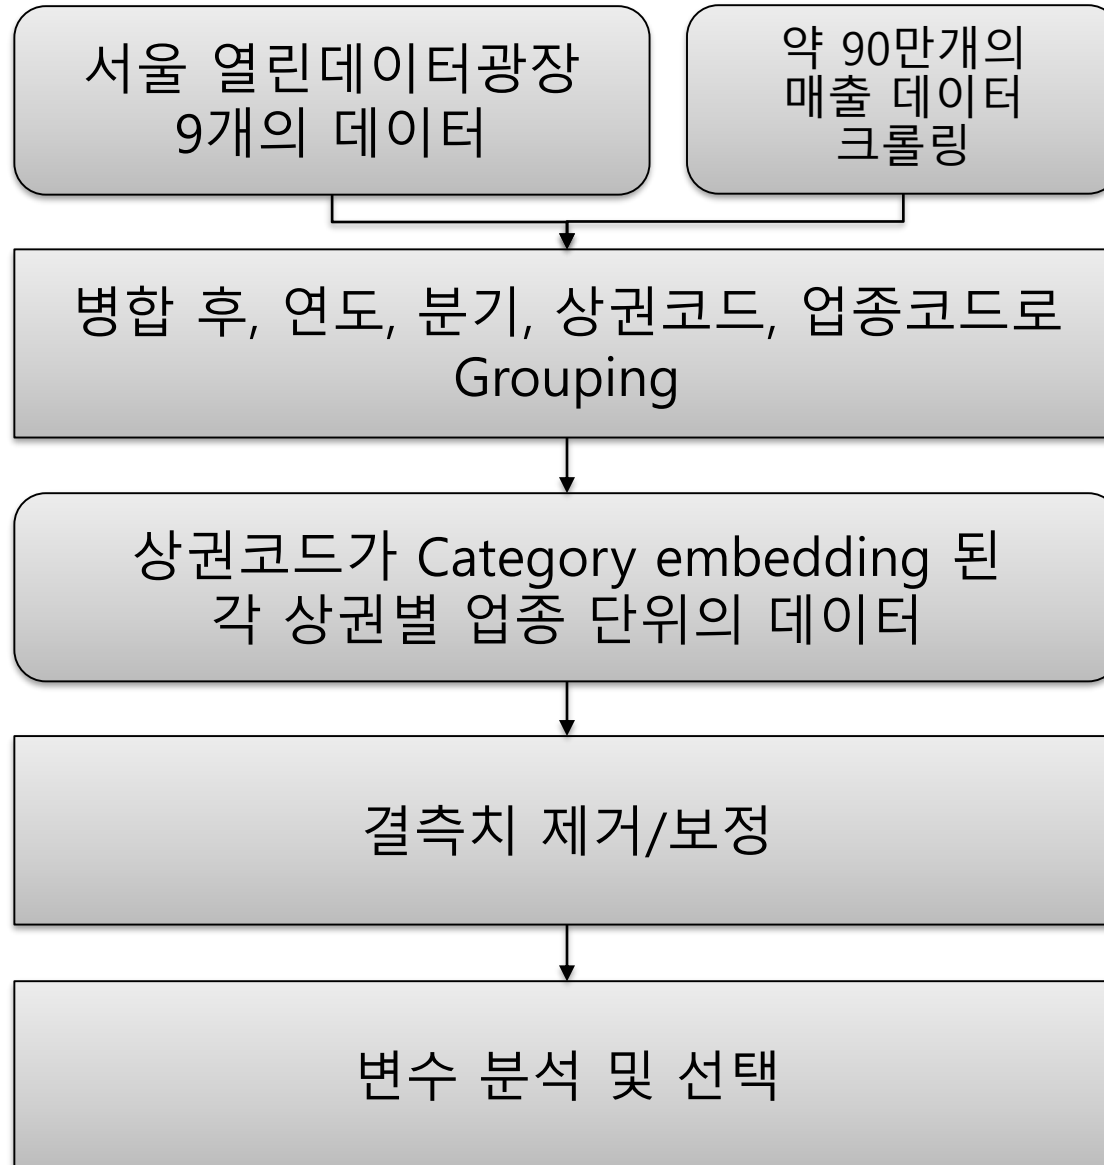 서울 열린데이터광장
9개의 데이터
약 90만개의
매출 데이터
크롤링
병합 후, 연도, 분기, 상권코드, 업종코드로
Grouping
상권코드가 Category embedding 된
각 상권별 업종 단위의 데이터
결측치 제거/보정
변수 분석 및 선택